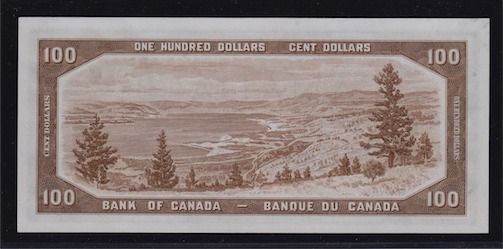 100 ONE HUNDRED DOLLARS CENT DOLLARS 100
CENT DOLLARS
ONE HUNDRED DOLLARS
100 BANK OF CANADA — BANQUE DU CANADA 100